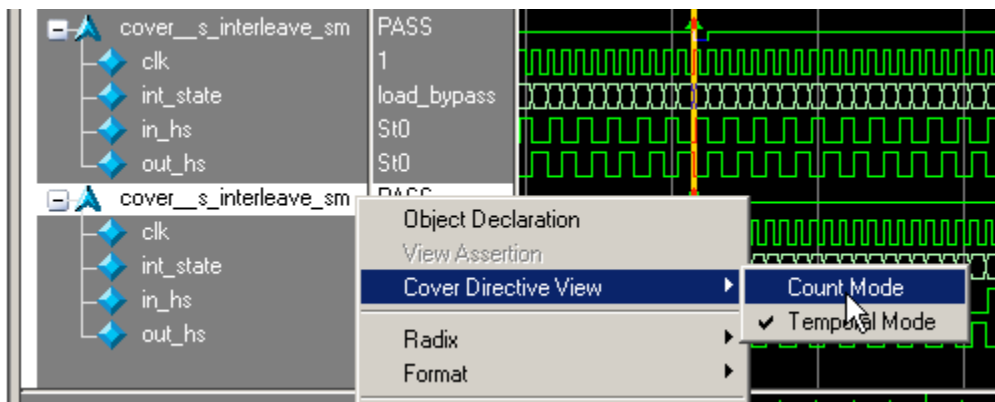 cover__s_interleave_sm PASS
clk 1
int_state load_bypass
in_hs St0
out_hs St0
cover__s_interleave_sm PASS
clk
int_state
in_hs
out_hs
Object Declaration
View Assertion
Cover Directive View
Radix
Format
Count Mode
Temporal Mode